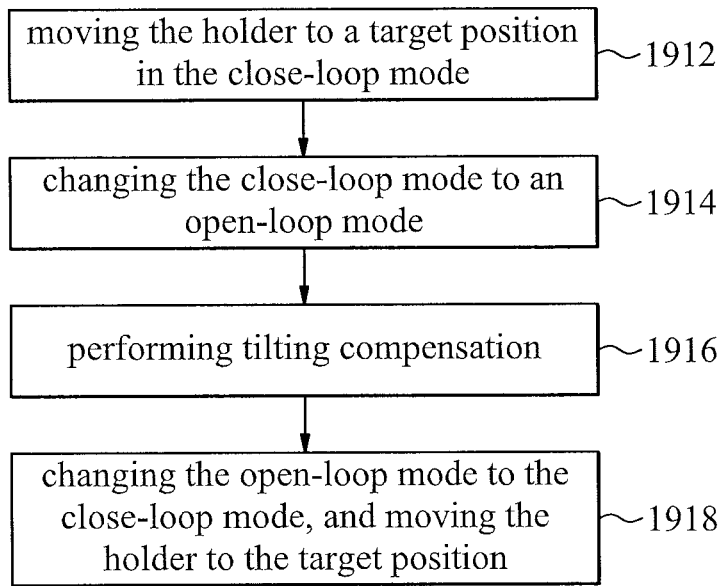 moving the holder to a target position
in the close-loop mode
1912
changing the close-loop mode to an
open-loop mode
1914
performing tilting compensation
1916
changing the open-loop mode to the
close-loop mode, and moving the
holder to the target position
1918